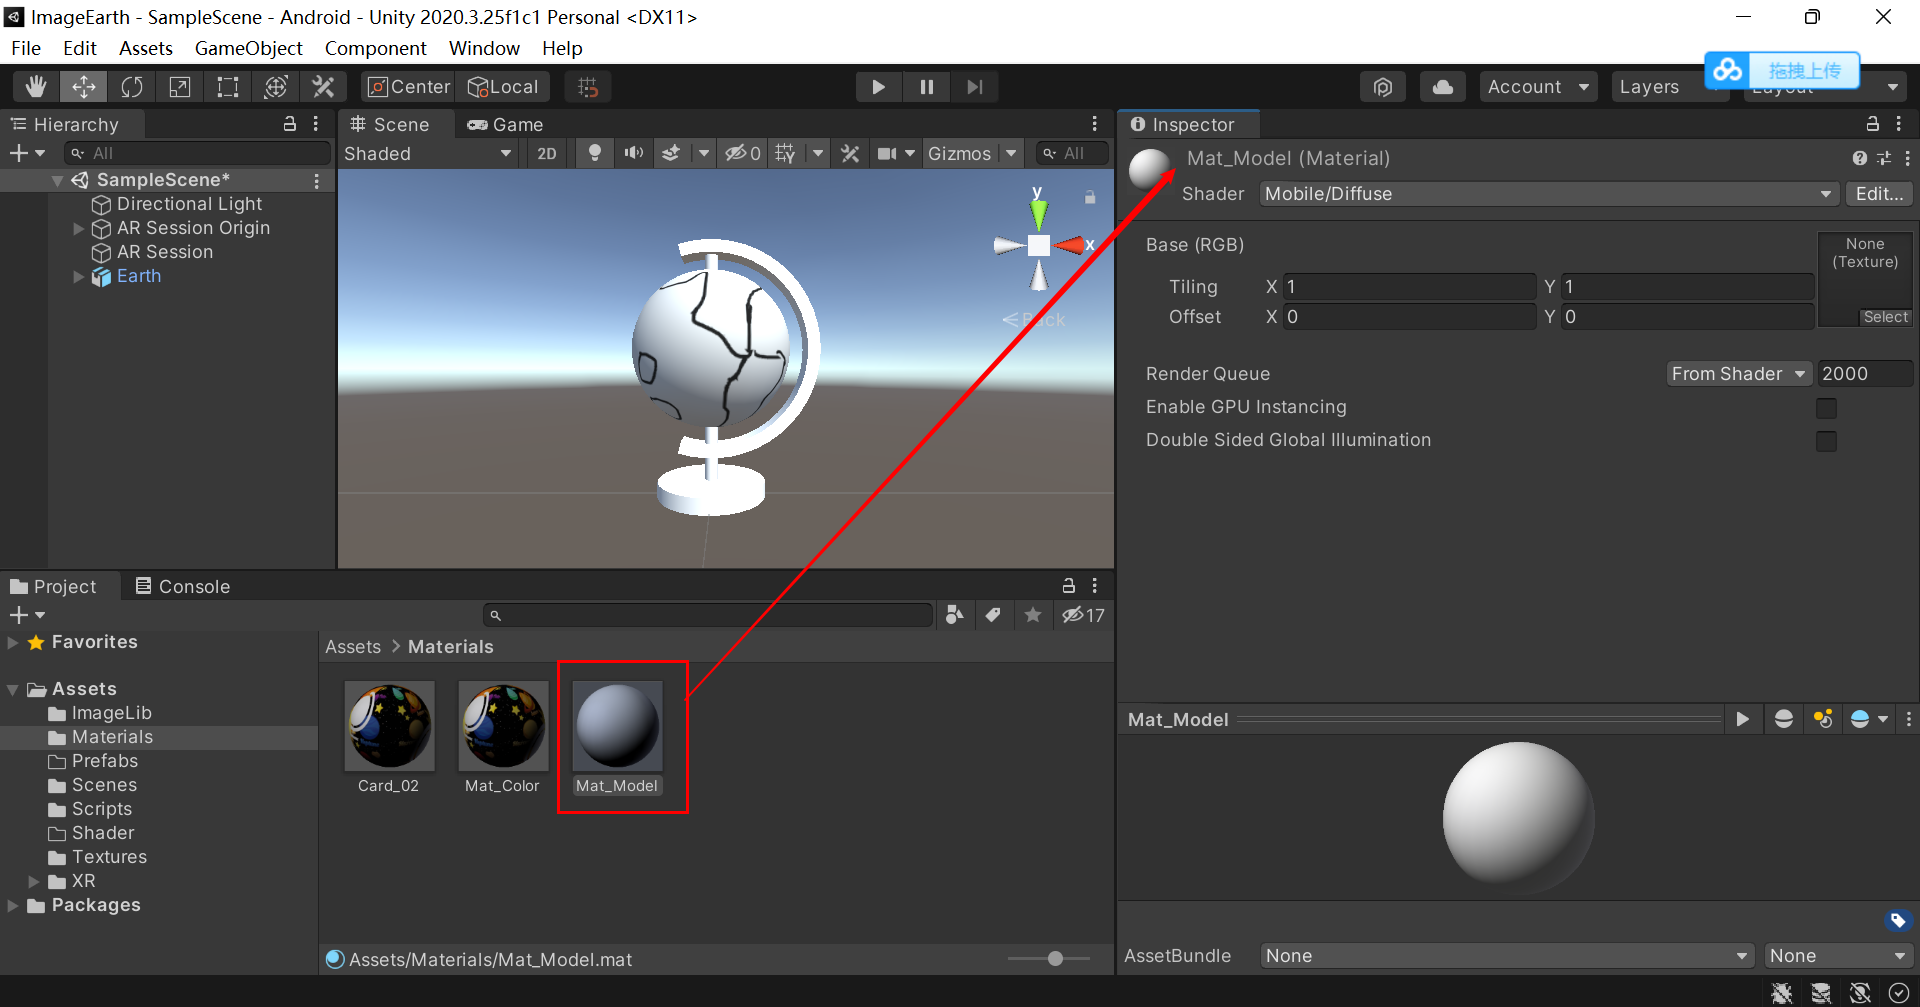 ImageEarth - SampleScene - Android - Unity 2020.3.25f1c1 Personal <DX11>
File Edit Assets GameObject Component Window Help
拖拽上传
Center Local Account Layers Layout
Hierarchy
All
SampleScene*
Directional Light
AR Session Origin
AR Session
Earth
Scene Game
Shaded 2D 0 Gizmos All
y
x
Back
Inspector
Mat_Model (Material)
Shader Mobile/Diffuse Edit...
Base (RGB)
None
(Texture)
Tiling X 1 Y 1
Offset X 0 Y 0
Select
Render Queue From Shader 2000
Enable GPU Instancing
Double Sided Global Illumination
Project Console
17
Favorites
Assets
ImageLib
Materials
Prefabs
Scenes
Scripts
Shader
Textures
XR
Packages
Assets > Materials
Card_02 Mat_Color Mat_Model
Assets/Materials/Mat_Model.mat
Mat_Model
AssetBundle None None